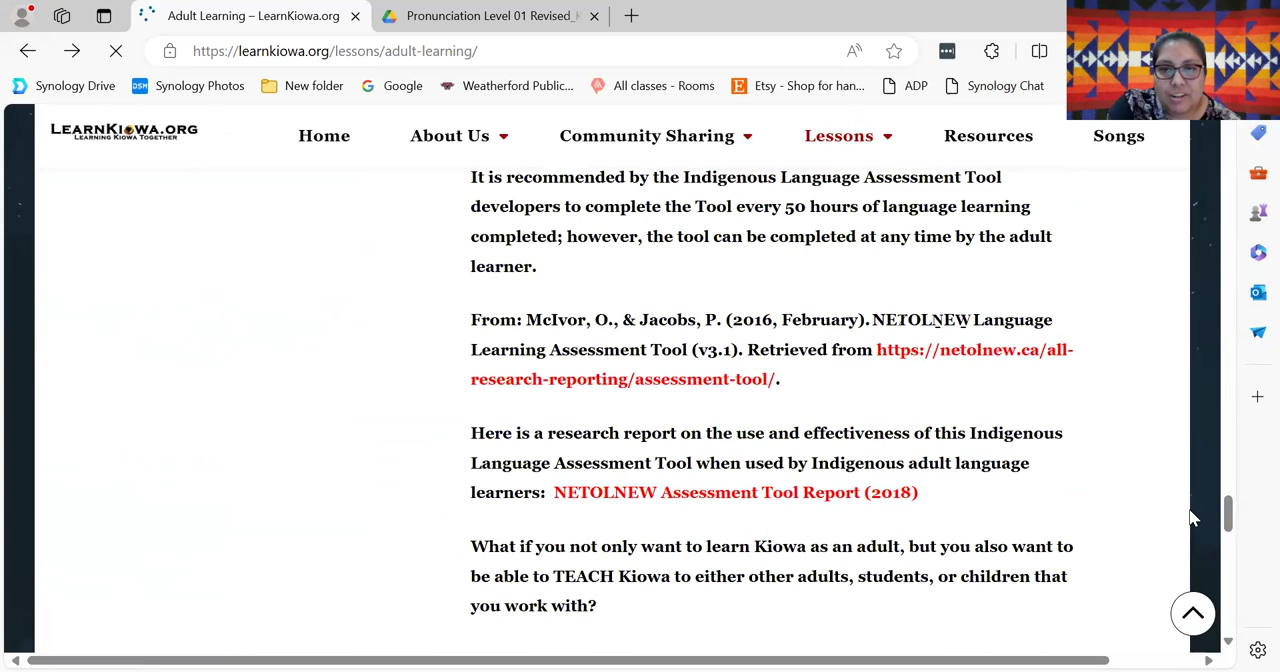 Adult Learning – LearnKiowa.org
Pronunciation Level 01 Revised_K
https://learnkiowa.org/lessons/adult-learning/
Synology Drive
DSM
Synology Photos
New folder
Google
Weatherford Public...
All classes - Rooms
Etsy - Shop for han...
ADP
Synology Chat
LEARNKIOWA.ORG
LEARNING KIOWA TOGETHER
Home
About Us
Community Sharing
Lessons
Resources
Songs
It is recommended by the Indigenous Language Assessment Tool
developers to complete the Tool every 50 hours of language learning
completed; however, the tool can be completed at any time by the adult
learner.
From: McIvor, O., & Jacobs, P. (2016, February). NEȾOLṈEW̱ Language
Learning Assessment Tool (v3.1). Retrieved from https://netolnew.ca/all-
research-reporting/assessment-tool/.
Here is a research report on the use and effectiveness of this Indigenous
Language Assessment Tool when used by Indigenous adult language
learners: NETOLNEW Assessment Tool Report (2018)
What if you not only want to learn Kiowa as an adult, but you also want to
be able to TEACH Kiowa to either other adults, students, or children that
you work with?